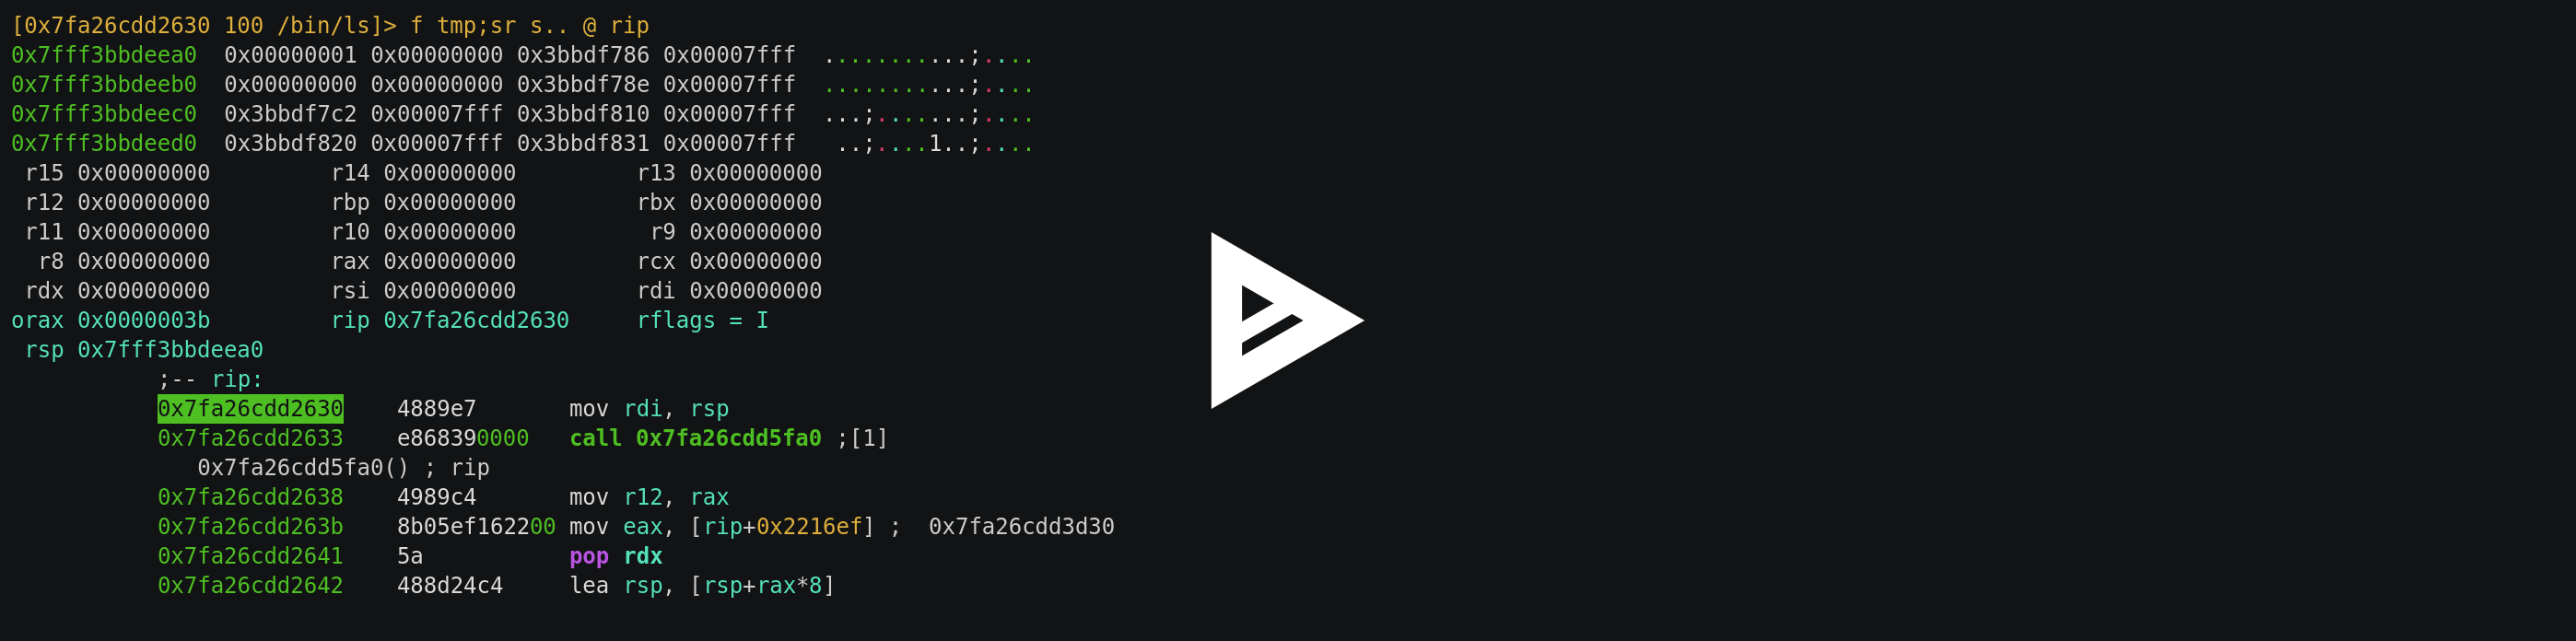 [0x7fa26cdd2630 100 /bin/ls]> f tmp;sr s.. @ rip
0x7fff3bbdeea0  0x00000001 0x00000000 0x3bbdf786 0x00007fff  ...........;....
0x7fff3bbdeeb0  0x00000000 0x00000000 0x3bbdf78e 0x00007fff  ...........;....
0x7fff3bbdeec0  0x3bbdf7c2 0x00007fff 0x3bbdf810 0x00007fff  ...;.......;....
0x7fff3bbdeed0  0x3bbdf820 0x00007fff 0x3bbdf831 0x00007fff   ..;....1..;....
 r15 0x00000000         r14 0x00000000         r13 0x00000000
 r12 0x00000000         rbp 0x00000000         rbx 0x00000000
 r11 0x00000000         r10 0x00000000          r9 0x00000000
  r8 0x00000000         rax 0x00000000         rcx 0x00000000
 rdx 0x00000000         rsi 0x00000000         rdi 0x00000000
orax 0x0000003b         rip 0x7fa26cdd2630     rflags = I
 rsp 0x7fff3bbdeea0
           ;-- rip:
           0x7fa26cdd2630    4889e7       mov rdi, rsp
           0x7fa26cdd2633    e868390000   call 0x7fa26cdd5fa0 ;[1]
              0x7fa26cdd5fa0() ; rip
           0x7fa26cdd2638    4989c4       mov r12, rax
           0x7fa26cdd263b    8b05ef162200 mov eax, [rip+0x2216ef] ;  0x7fa26cdd3d30
           0x7fa26cdd2641    5a           pop rdx
           0x7fa26cdd2642    488d24c4     lea rsp, [rsp+rax*8]